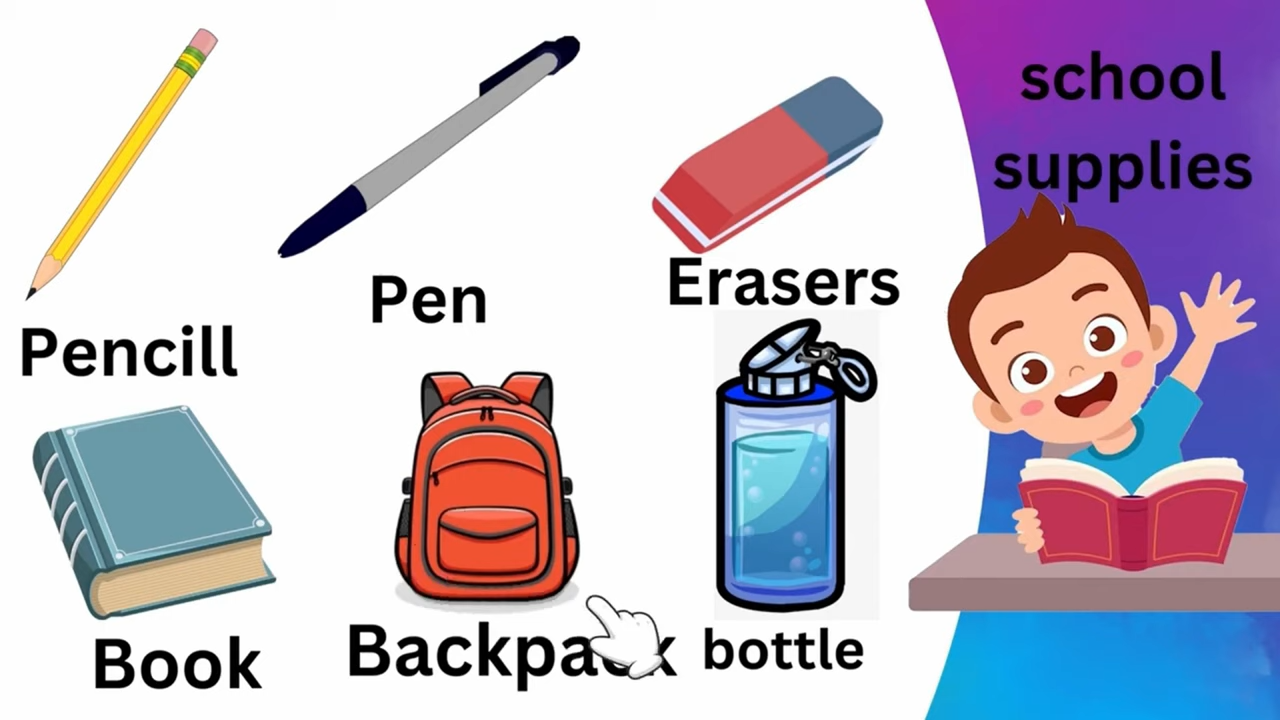 school
supplies
Pencill
Pen
Erasers
Book
Backpack
bottle